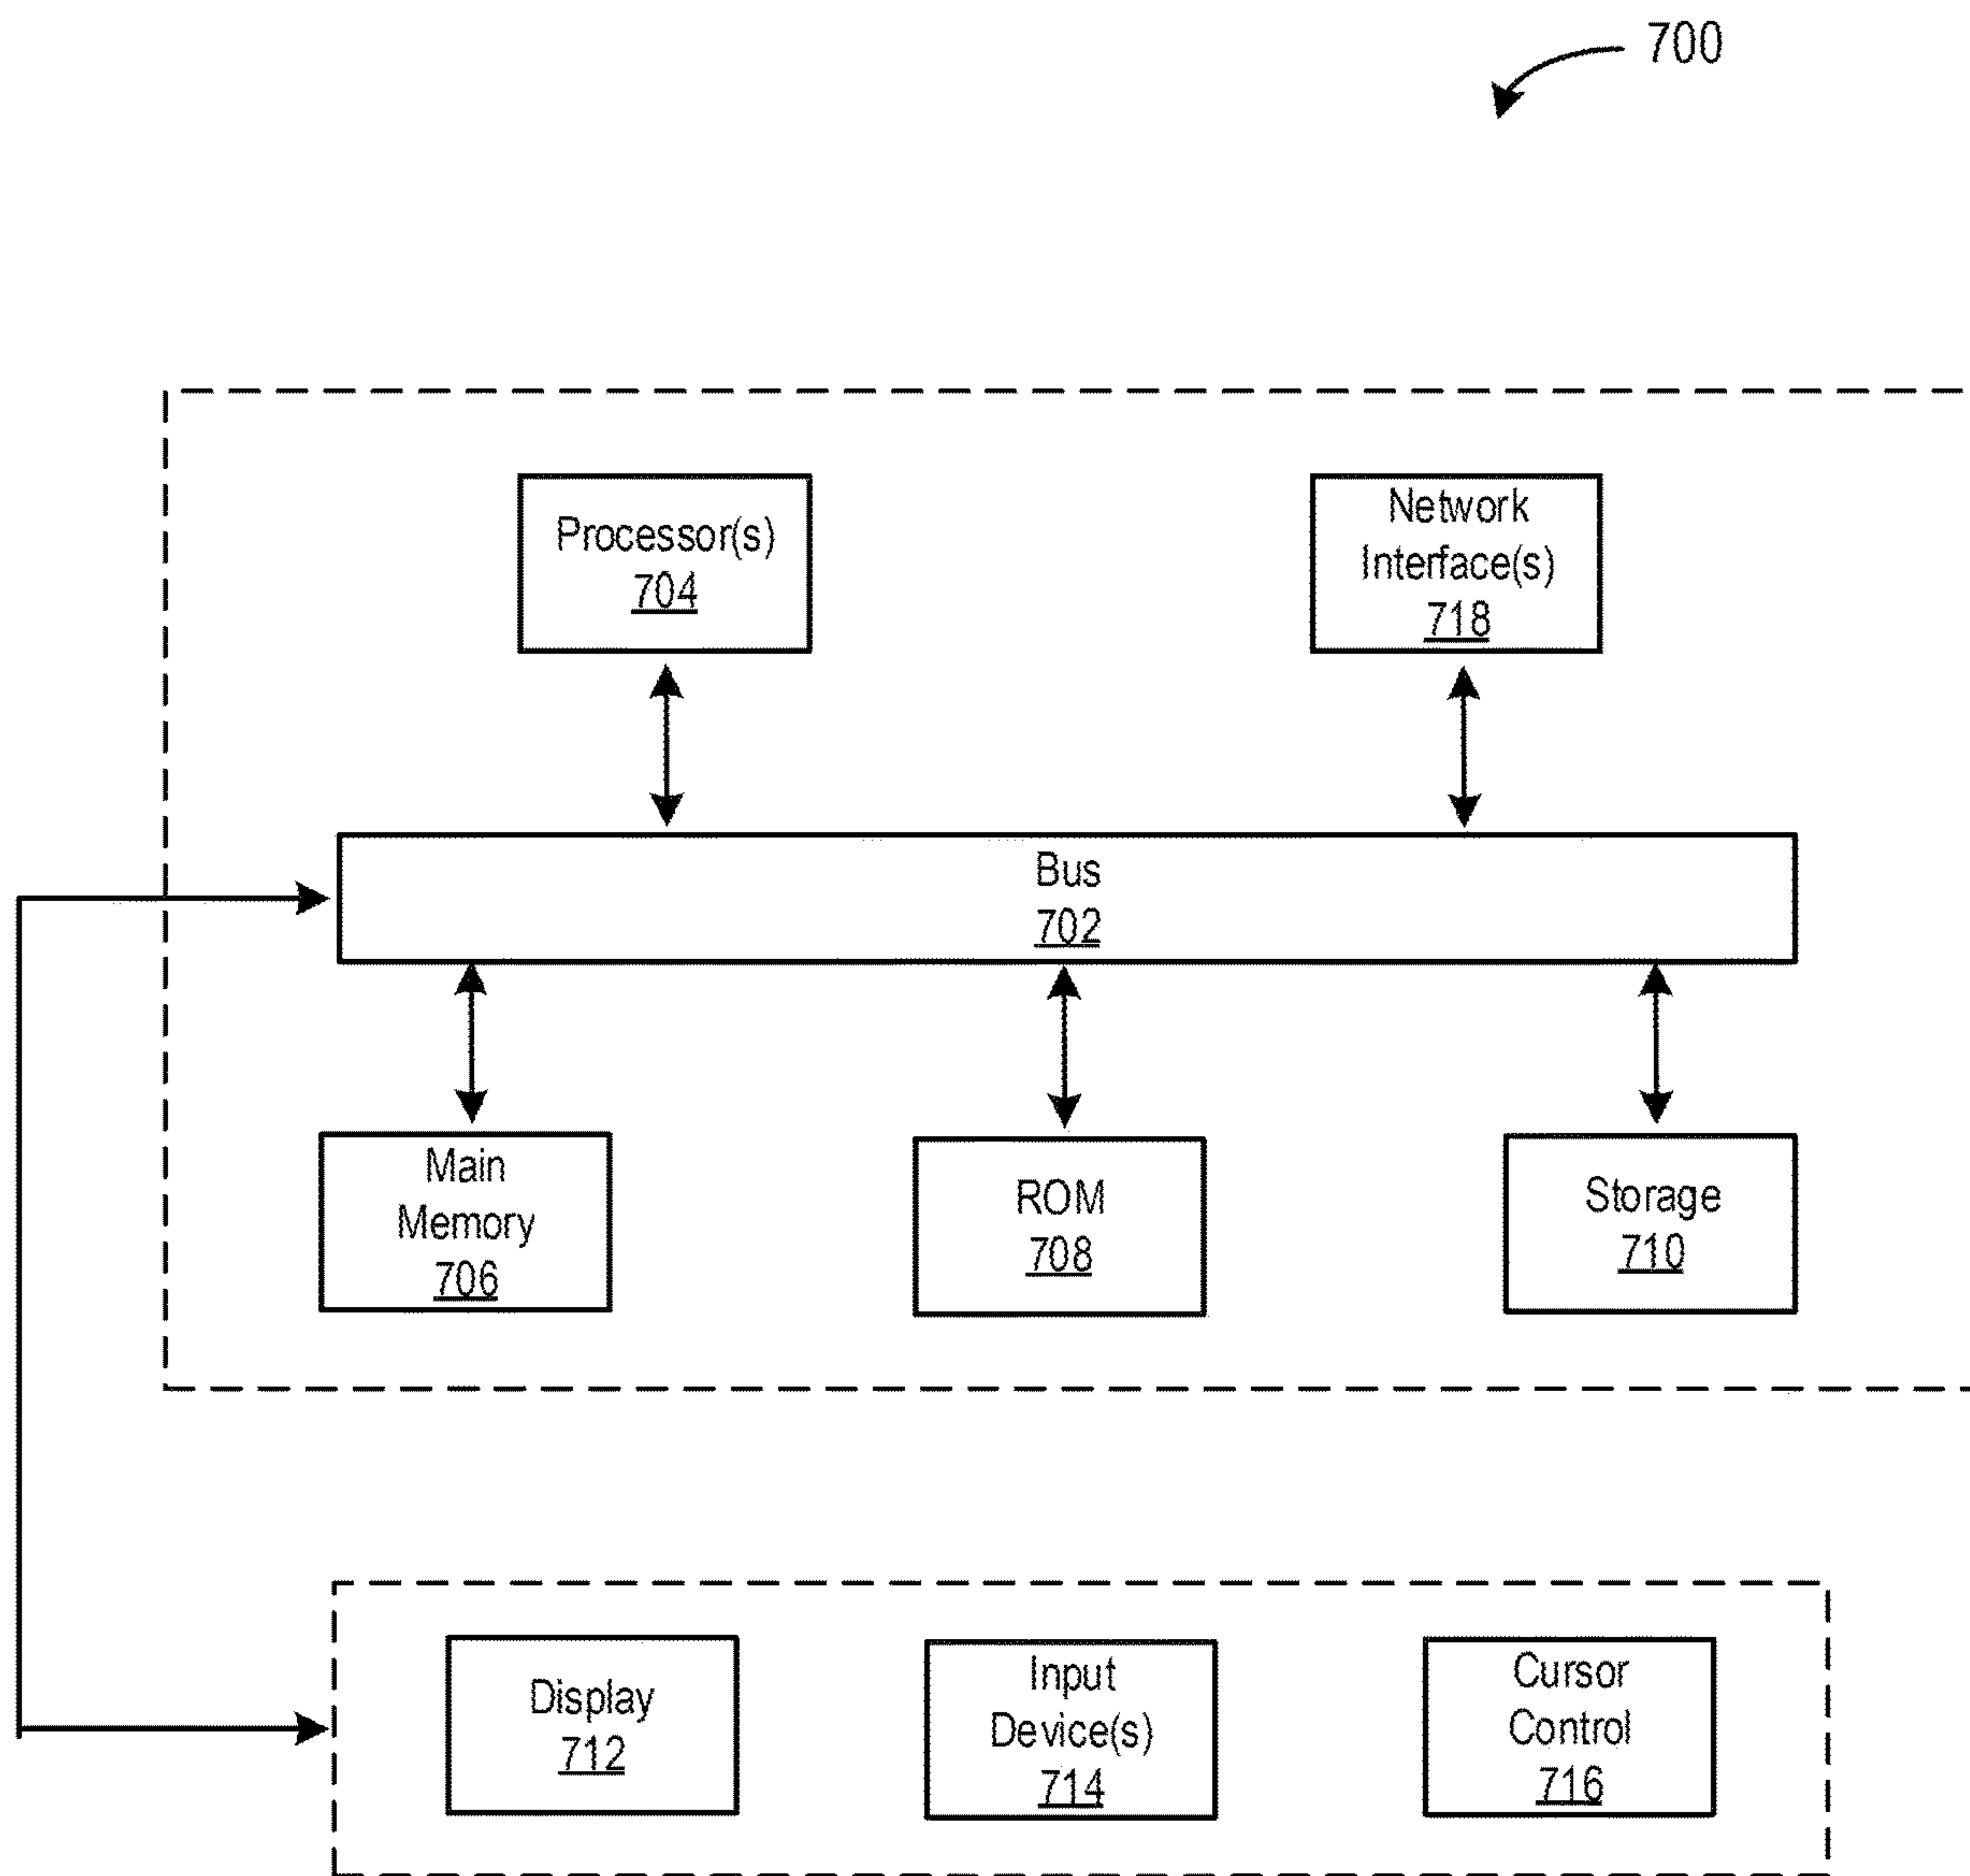 700
Processor(s)
704
Network
Interface(s)
718
Bus
702
Main
Memory
706
ROM
708
Storage
710
Display
712
Input
Device(s)
714
Cursor
Control
716